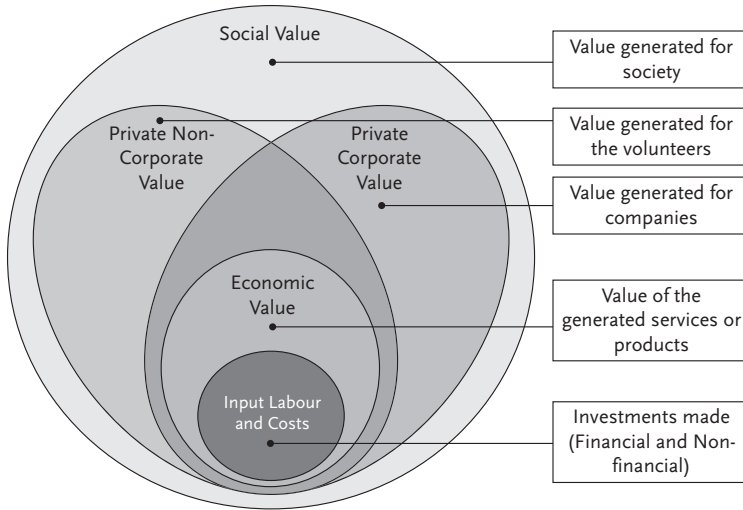 Social Value
Value generated for
society
Private Non-
Corporate
Value
Private
Corporate
Value
Value generated for
the volunteers
Value generated for
companies
Economic
Value
Value of the
generated services or
products
Input Labour
and Costs
Investments made
(Financial and Non-
financial)